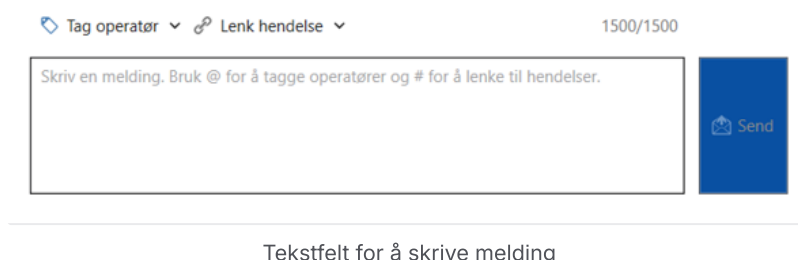 Tag operatør Lenk hendelse 1500/1500
Skriv en melding. Bruk @ for å tagge operatører og # for å lenke til hendelser.
Send
Tekstfelt for å skrive melding